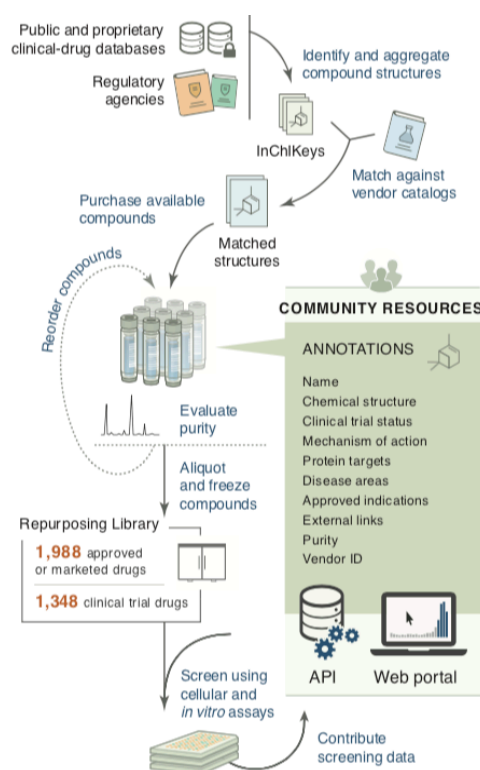 Public and proprietary
clinical-drug databases
Regulatory
agencies
Identify and aggregate
compound structures
InChIKeys
Match against
vendor catalogs
Purchase available
compounds
Matched
structures
Reorder compounds
COMMUNITY RESOURCES
ANNOTATIONS
Name
Chemical structure
Clinical trial status
Mechanism of action
Protein targets
Disease areas
Approved indications
External links
Purity
Vendor ID
Evaluate
purity
Aliquot
and freeze
compounds
Repurposing Library
1,988 approved
or marketed drugs
1,348 clinical trial drugs
API
Web portal
Screen using
cellular and
in vitro assays
Contribute
screening data